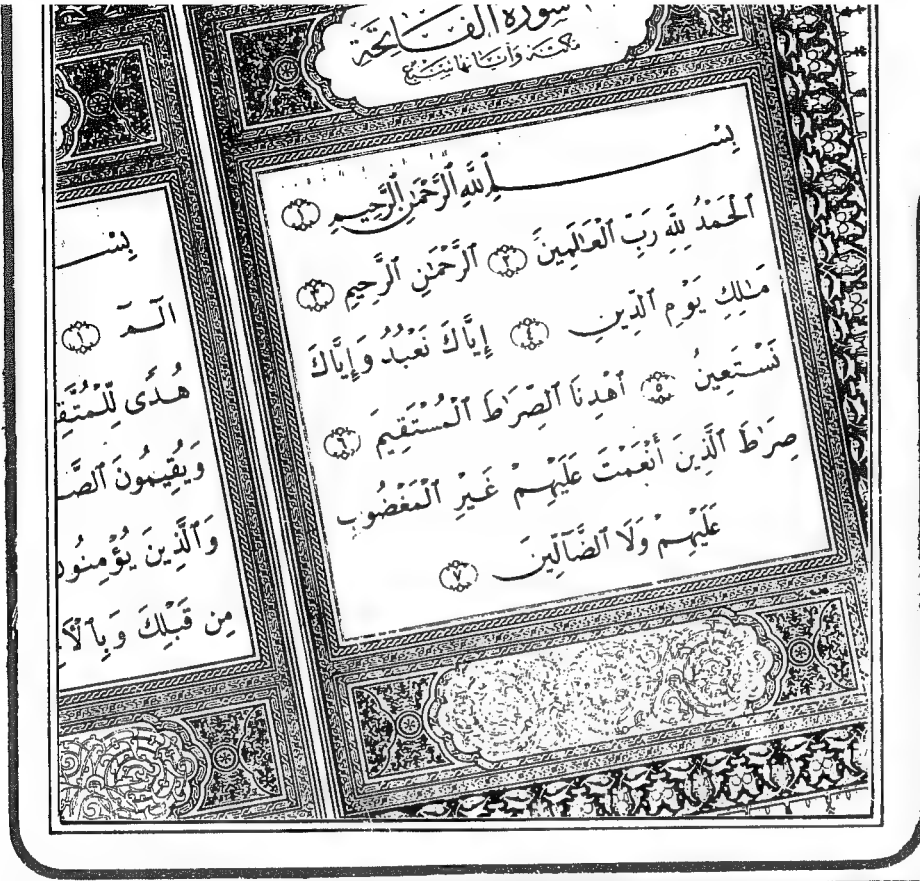 سورة الفاتحة
مكية وآياتها سبع
بِسْمِ ٱللَّهِ ٱلرَّحْمَٰنِ ٱلرَّحِيمِ ١
ٱلْحَمْدُ لِلَّهِ رَبِّ ٱلْعَٰلَمِينَ ٢ ٱلرَّحْمَٰنِ ٱلرَّحِيمِ ٣
مَٰلِكِ يَوْمِ ٱلدِّينِ ٤ إِيَّاكَ نَعْبُدُ وَإِيَّاكَ
نَسْتَعِينُ ٥ ٱهْدِنَا ٱلصِّرَٰطَ ٱلْمُسْتَقِيمَ ٦
صِرَٰطَ ٱلَّذِينَ أَنْعَمْتَ عَلَيْهِمْ غَيْرِ ٱلْمَغْضُوبِ
عَلَيْهِمْ وَلَا ٱلضَّآلِّينَ ٧
بِسْـ
الٓمٓ ١
هُدًى لِّلْمُتَّقِ
وَيُقِيمُونَ ٱلصَّـ
وَٱلَّذِينَ يُؤْمِنُونَ
مِن قَبْلِكَ وَبِٱلْأَخِ